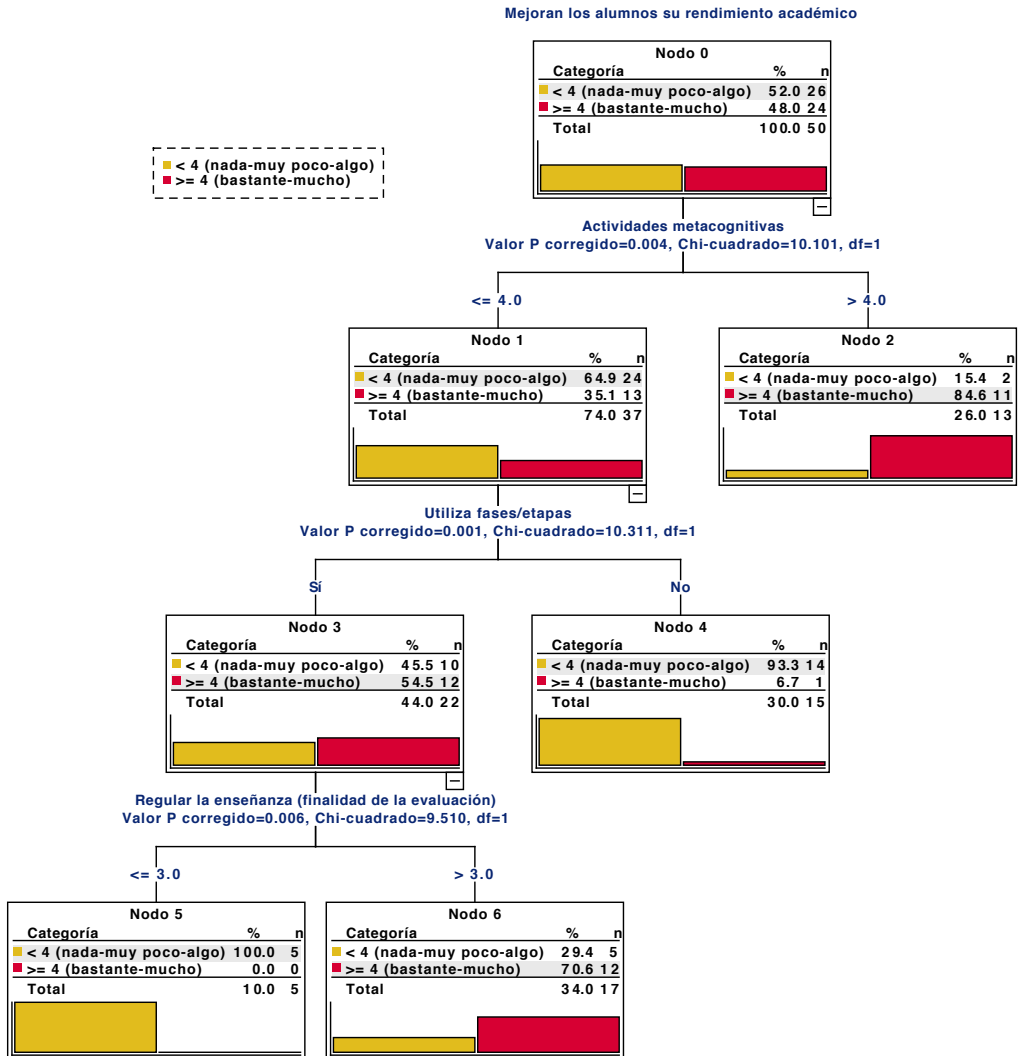 Mejoran los alumnos su rendimiento académico
Nodo 0
Categoría % n
< 4 (nada-muy poco-algo) 52.0 26
>= 4 (bastante-mucho) 48.0 24
Total 100.0 50
< 4 (nada-muy poco-algo)
>= 4 (bastante-mucho)
Actividades metacognitivas
Valor P corregido=0.004, Chi-cuadrado=10.101, df=1
<= 4.0
> 4.0
Nodo 1
Categoría % n
< 4 (nada-muy poco-algo) 64.9 24
>= 4 (bastante-mucho) 35.1 13
Total 74.0 37
Nodo 2
Categoría % n
< 4 (nada-muy poco-algo) 15.4 2
>= 4 (bastante-mucho) 84.6 11
Total 26.0 13
Utiliza fases/etapas
Valor P corregido=0.001, Chi-cuadrado=10.311, df=1
Sí
No
Nodo 3
Categoría % n
< 4 (nada-muy poco-algo) 45.5 10
>= 4 (bastante-mucho) 54.5 12
Total 44.0 22
Nodo 4
Categoría % n
< 4 (nada-muy poco-algo) 93.3 14
>= 4 (bastante-mucho) 6.7 1
Total 30.0 15
Regular la enseñanza (finalidad de la evaluación)
Valor P corregido=0.006, Chi-cuadrado=9.510, df=1
<= 3.0
> 3.0
Nodo 5
Categoría % n
< 4 (nada-muy poco-algo) 100.0 5
>= 4 (bastante-mucho) 0.0 0
Total 10.0 5
Nodo 6
Categoría % n
< 4 (nada-muy poco-algo) 29.4 5
>= 4 (bastante-mucho) 70.6 12
Total 34.0 17